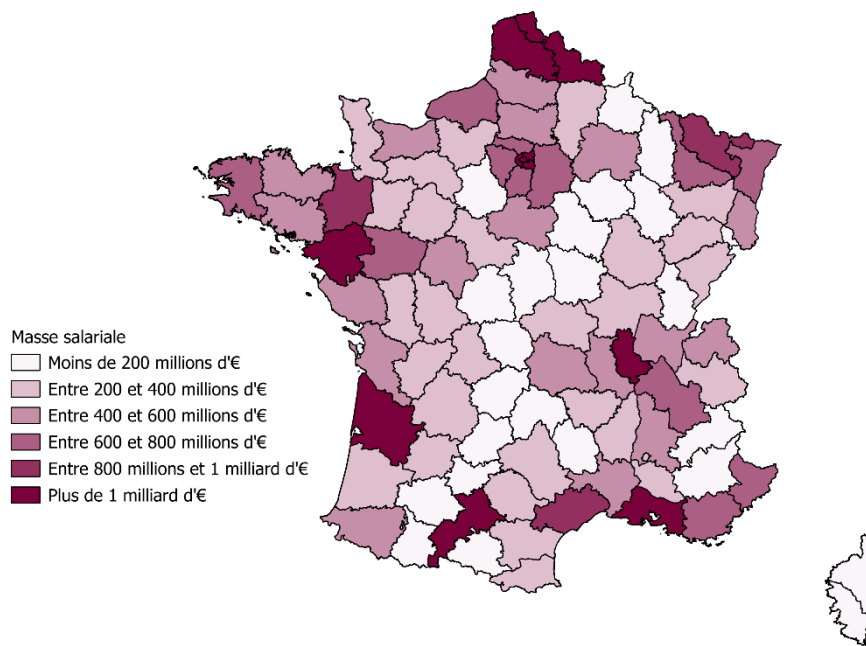 Masse salariale
Moins de 200 millions d'€
Entre 200 et 400 millions d'€
Entre 400 et 600 millions d'€
Entre 600 et 800 millions d'€
Entre 800 millions et 1 milliard d'€
Plus de 1 milliard d'€